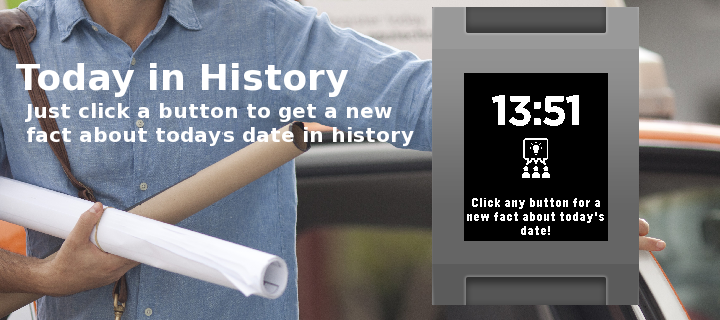 Today in History
Just click a button to get a new
fact about todays date in history
13:51
Click any button for a
new fact about today's
date!